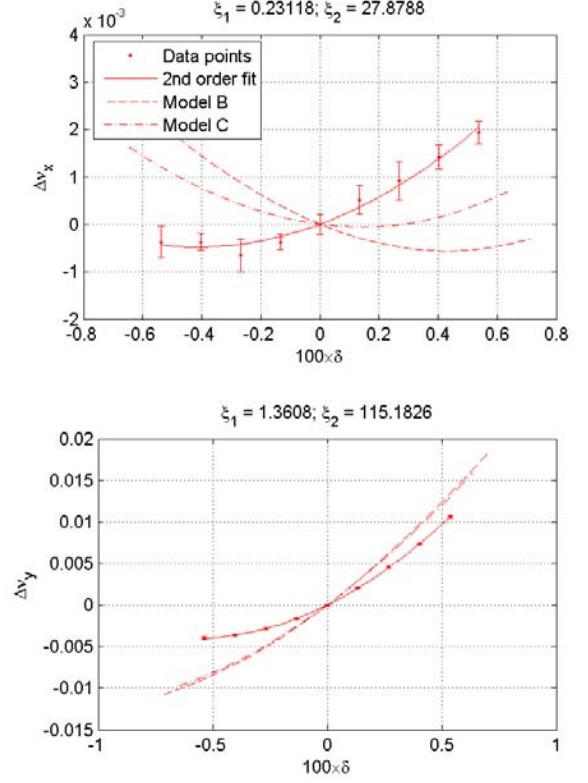 ξ1 = 0.23118; ξ2 = 27.8788
x 10^-3
4
3
2
1
0
-1
-2
Data points
2nd order fit
Model B
Model C
Δνx
-0.8 -0.6 -0.4 -0.2 0 0.2 0.4 0.6 0.8
100×δ
ξ1 = 1.3608; ξ2 = 115.1826
0.02
0.015
0.01
0.005
0
-0.005
-0.01
-0.015
Δνy
-1 -0.5 0 0.5 1
100×δ